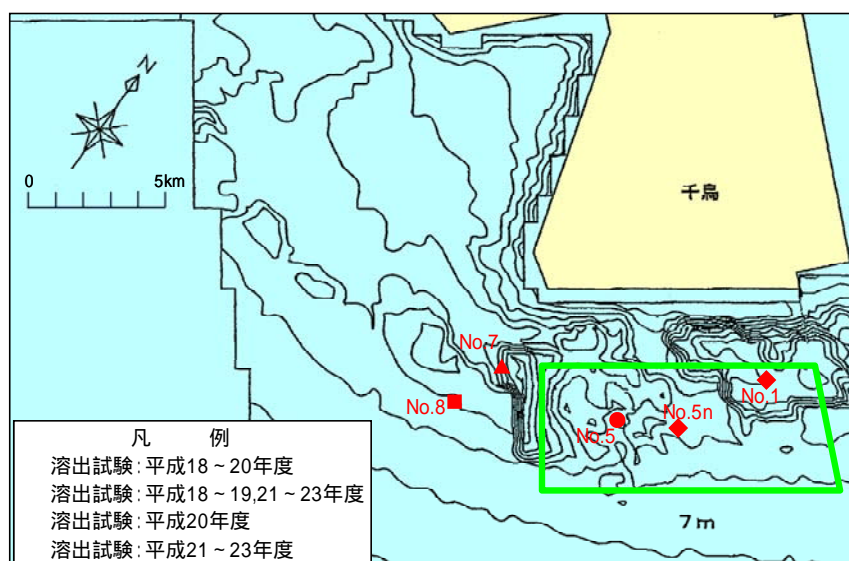 N
0 5km
千鳥
No.7
No.8
No.5
No.5n
No.1
7m
凡 例
溶出試験:平成18~20年度
溶出試験:平成18~19,21~23年度
溶出試験:平成20年度
溶出試験:平成21~23年度